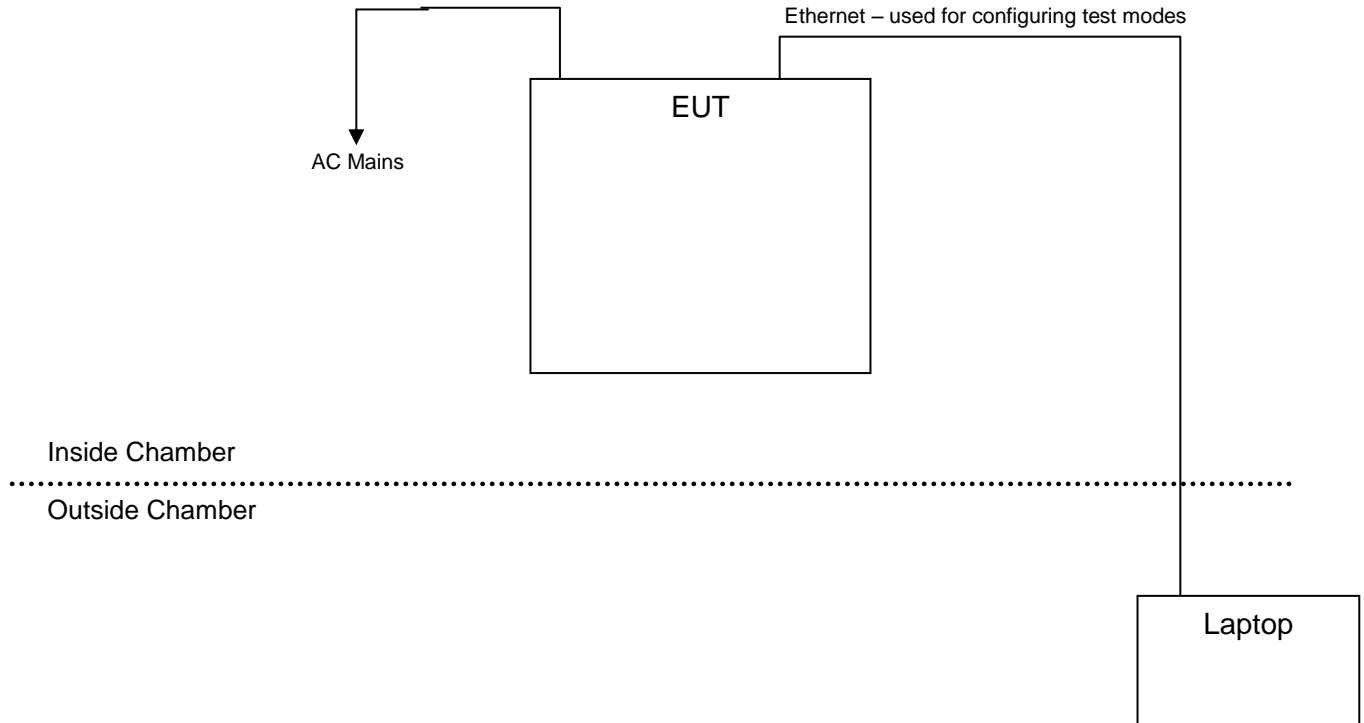 Ethernet – used for configuring test modes
EUT
AC Mains
Inside Chamber
Outside Chamber
Laptop